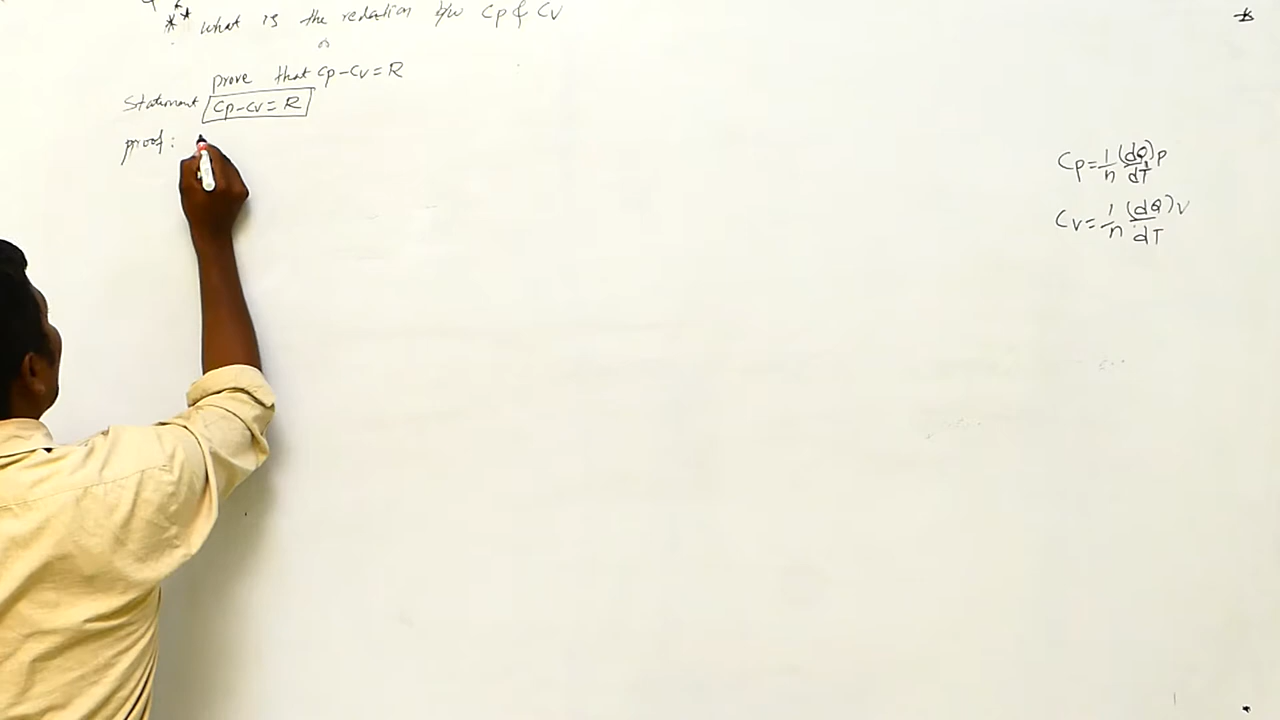 ** what is the relation b/w Cp & Cv
or
prove that Cp-Cv = R
Statement Cp-Cv = R
proof:
Cp = 1/n (dQ/dT)p
Cv = 1/n (dQ/dT)v